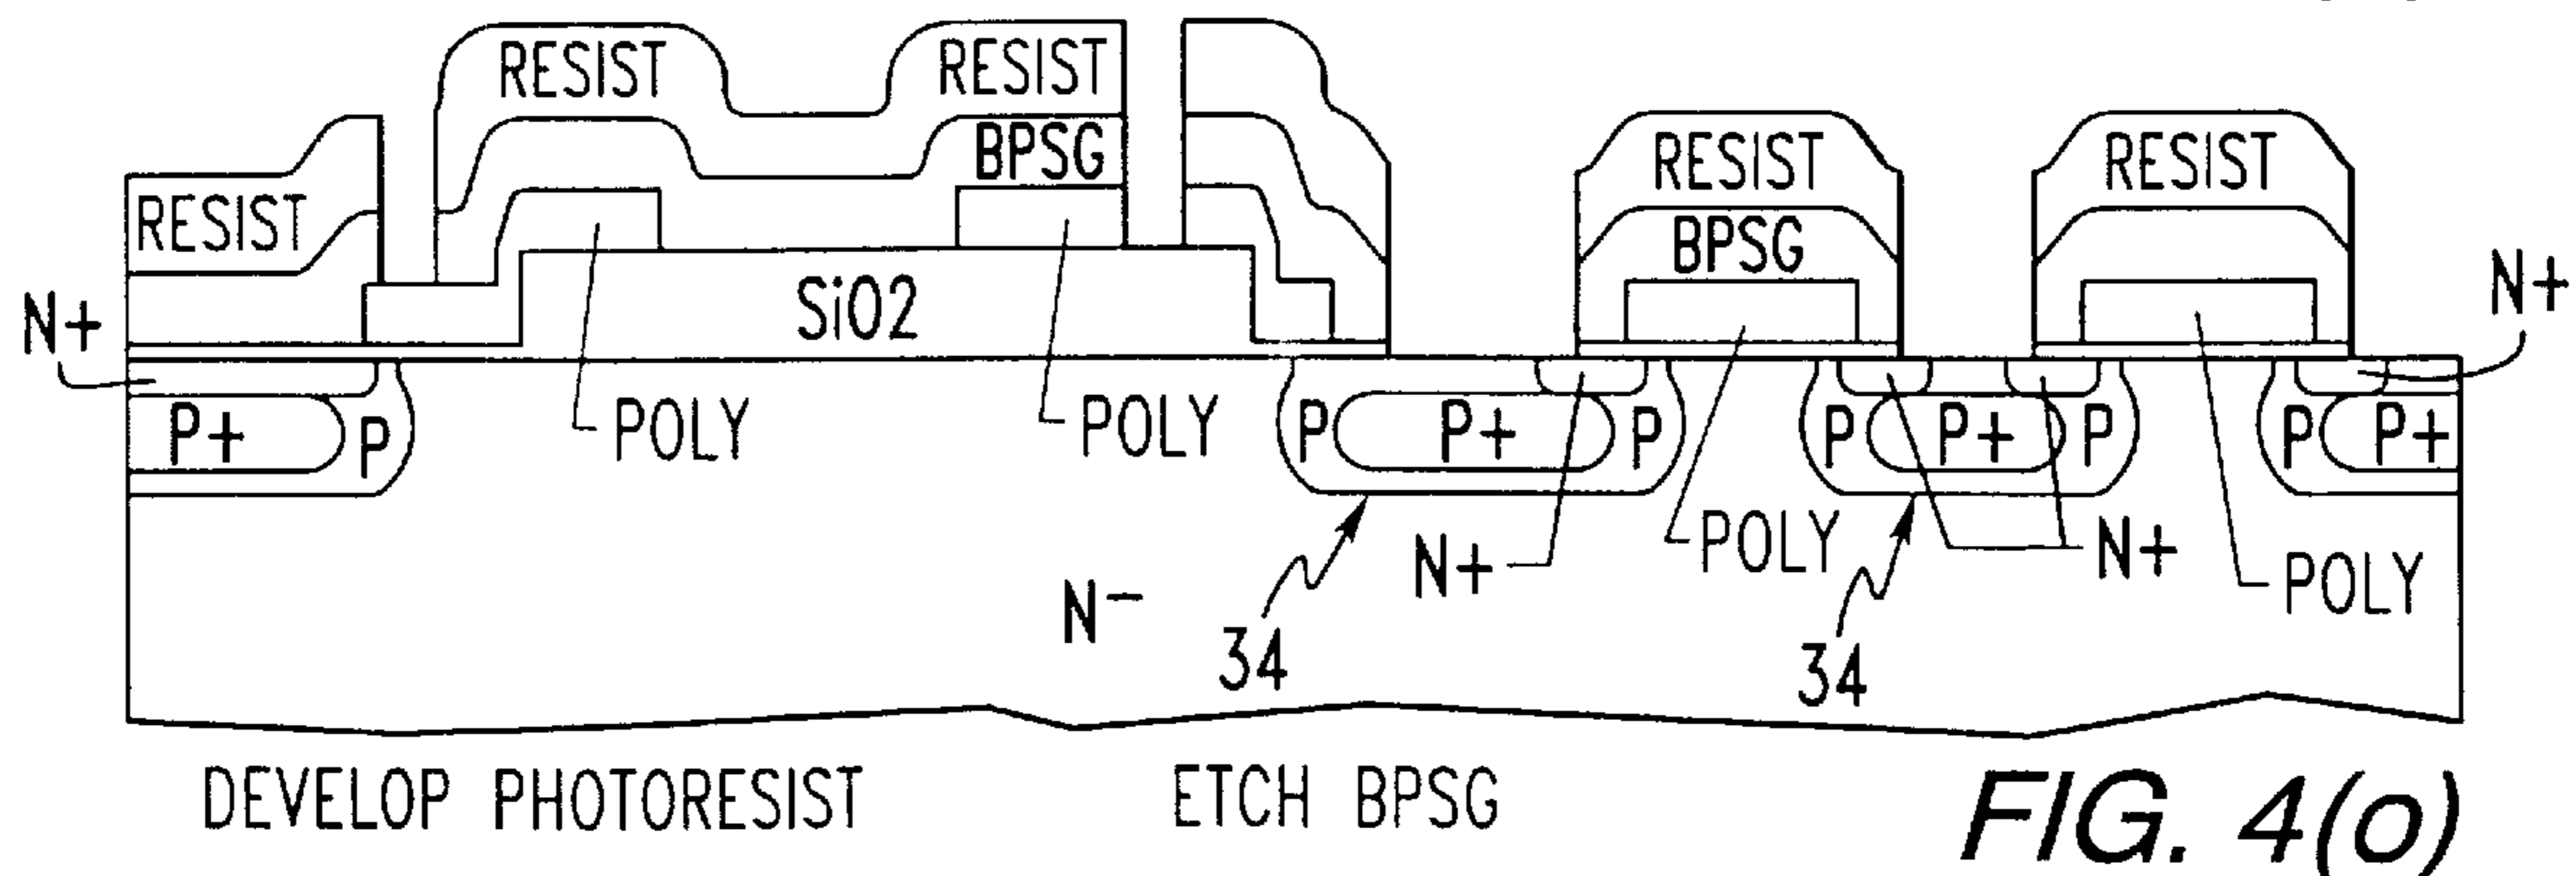 RESIST
RESIST
RESIST
BPSG
RESIST
RESIST
BPSG
SiO2
N+
N+
P+
P
POLY
POLY
P
P+
P
P
P+
P
P
P+
N+
POLY
N+
POLY
N−
34
34
DEVELOP PHOTORESIST
ETCH BPSG
FIG. 4(o)